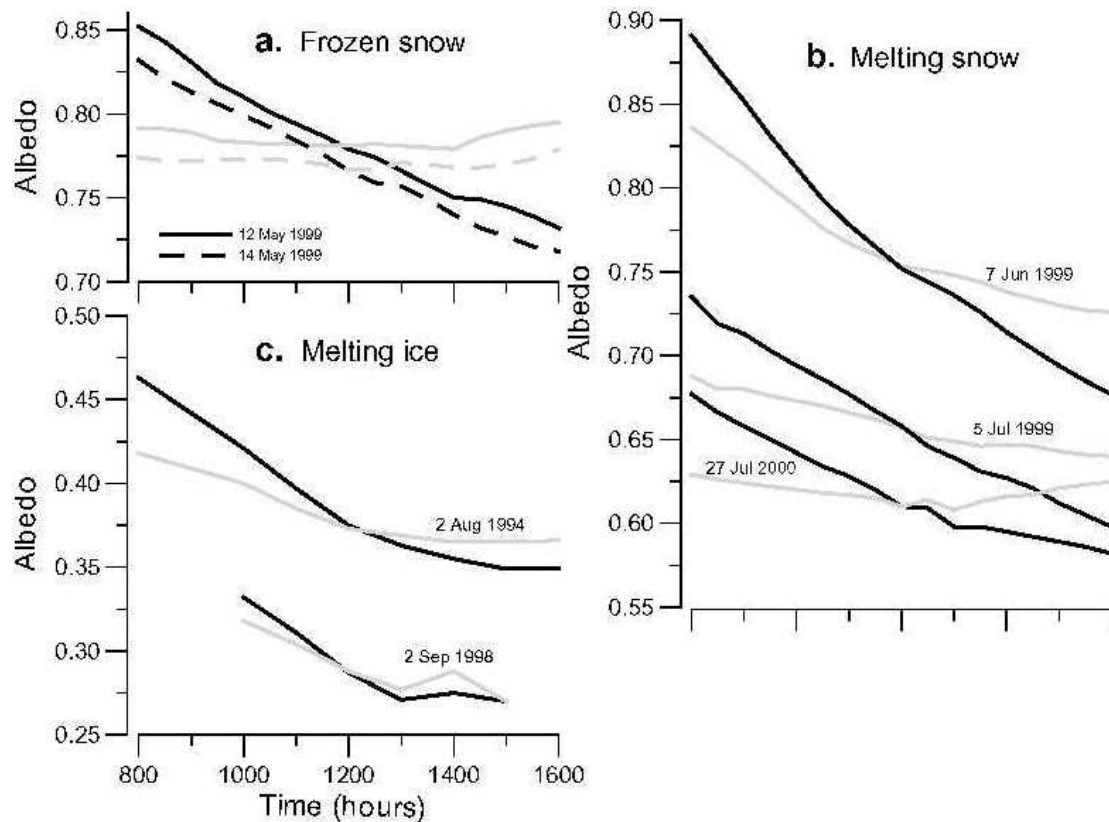 a. Frozen snow
0.85
0.80
0.75
0.70
Albedo
12 May 1999
14 May 1999
b. Melting snow
0.90
0.85
0.80
0.75
0.70
0.65
0.60
0.55
Albedo
7 Jun 1999
5 Jul 1999
27 Jul 2000
c. Melting ice
0.50
0.45
0.40
0.35
0.30
0.25
Albedo
2 Aug 1994
2 Sep 1998
800 1000 1200 1400 1600
Time (hours)